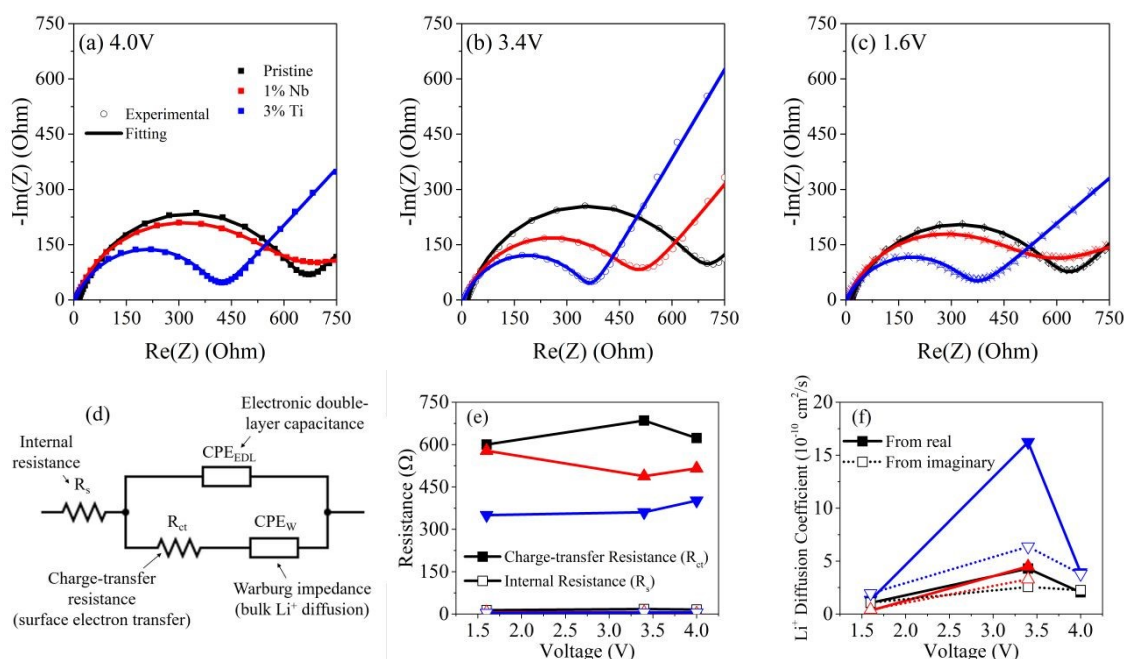 (a) 4.0V
Pristine
1% Nb
3% Ti
Experimental
Fitting
-Im(Z) (Ohm)
750
600
450
300
150
0
0 150 300 450 600 750
Re(Z) (Ohm)
(b) 3.4V
Experimental
Fitting
-Im(Z) (Ohm)
750
600
450
300
150
0
0 150 300 450 600 750
Re(Z) (Ohm)
(c) 1.6V
-Im(Z) (Ohm)
750
600
450
300
150
0
0 150 300 450 600 750
Re(Z) (Ohm)
(d)
Electronic double-
layer capacitance
Internal
resistance
CPE_EDL
R_s
R_ct
CPE_W
Charge-transfer
resistance
(surface electron transfer)
Warburg impedance
(bulk Li⁺ diffusion)
(e)
Resistance (Ω)
750
600
450
300
150
0
Charge-transfer Resistance (R_ct)
Internal Resistance (R_s)
1.5 2.0 2.5 3.0 3.5 4.0
Voltage (V)
(f)
From real
From imaginary
Li⁺ Diffusion Coefficient (10⁻¹⁰ cm²/s)
20
15
10
5
0
1.5 2.0 2.5 3.0 3.5 4.0
Voltage (V)